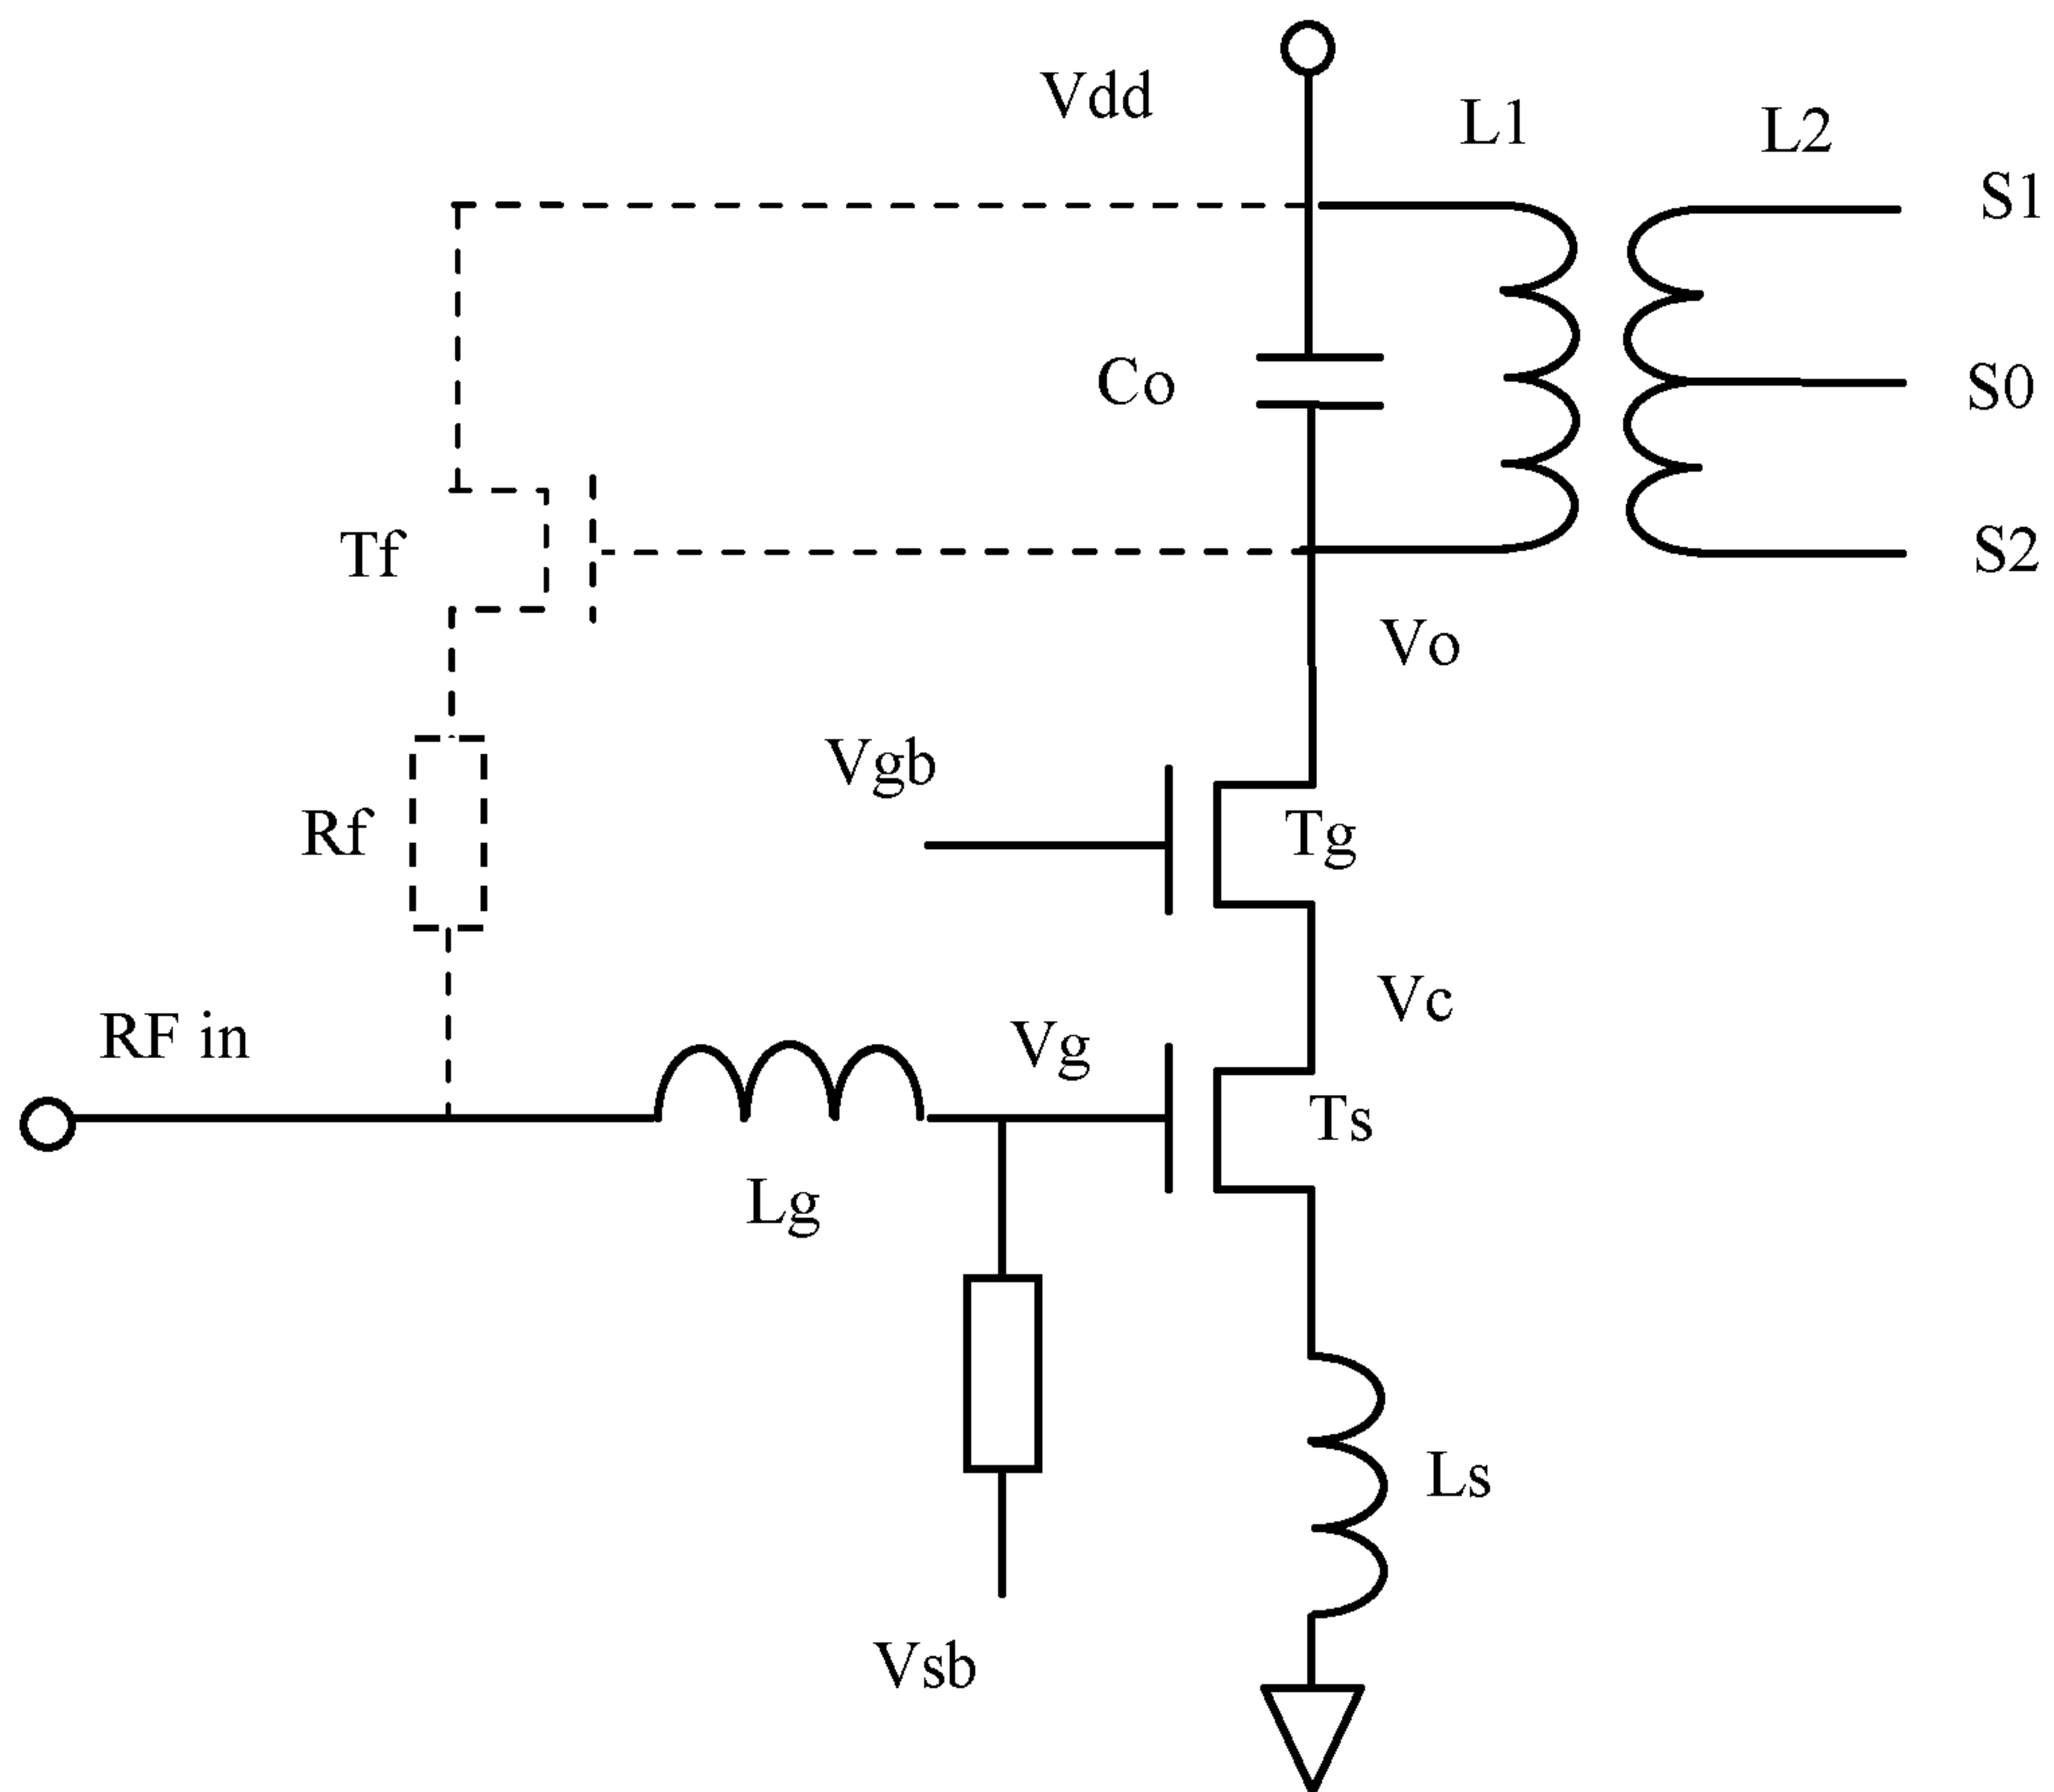 Vdd
L1
L2
S1
Co
S0
Tf
S2
Vo
Vgb
Rf
Tg
RF in
Vg
Vc
Ts
Lg
Ls
Vsb